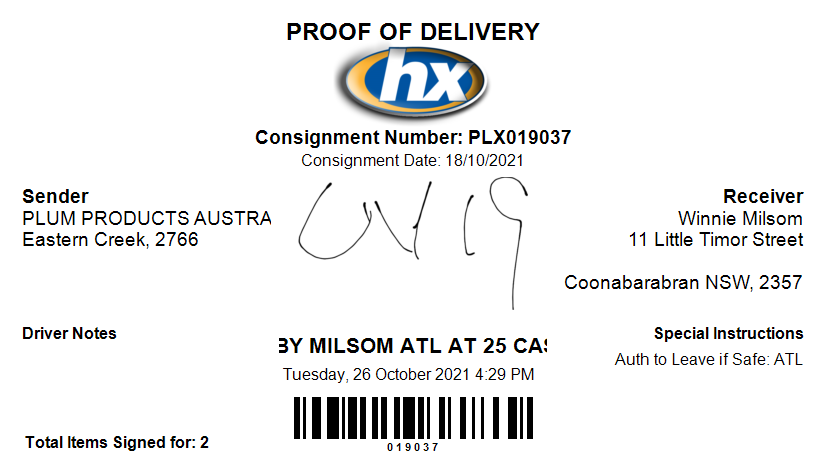 PROOF OF DELIVERY
hx
Consignment Number: PLX019037
Consignment Date: 18/10/2021
Sender
PLUM PRODUCTS AUSTRA
Eastern Creek, 2766
Receiver
Winnie Milsom
11 Little Timor Street
Coonabarabran NSW, 2357
Driver Notes
Special Instructions
Auth to Leave if Safe: ATL
BY MILSOM ATL AT 25 CAS
Tuesday, 26 October 2021 4:29 PM
019037
Total Items Signed for: 2